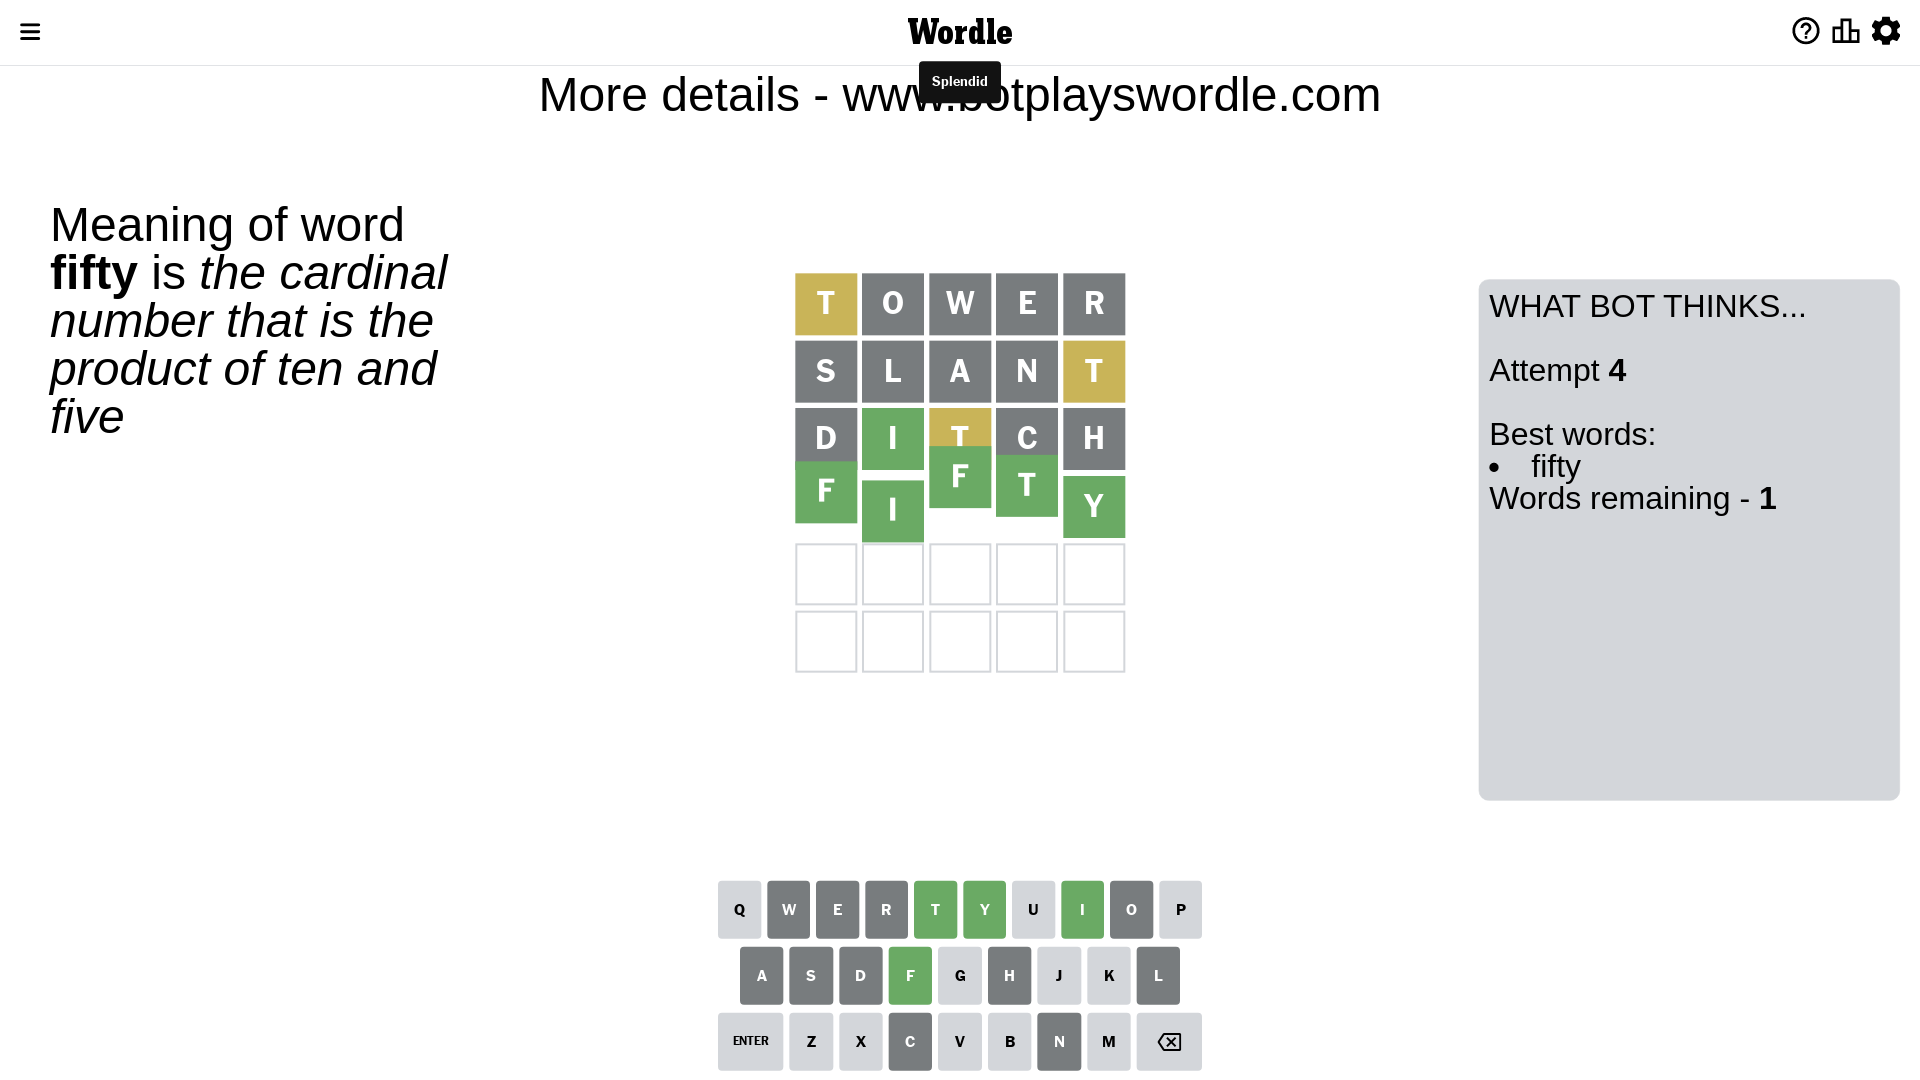 Wordle
Splendid
More details - www.botplayswordle.com
Meaning of word
fifty is the cardinal
number that is the
product of ten and
five
T O W E R
S L A N T
D I T C H
F I F T Y
WHAT BOT THINKS...
Attempt 4
Best words:
• fifty
Words remaining - 1
Q W E R T Y U I O P
A S D F G H J K L
ENTER Z X C V B N M